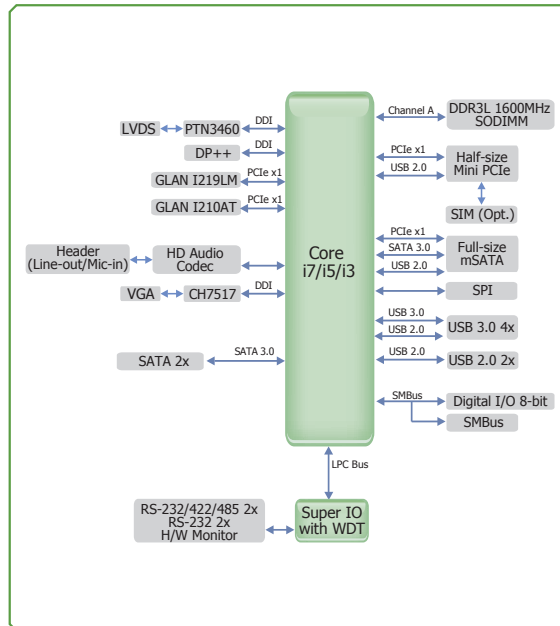 Channel A
DDR3L 1600MHz
SODIMM
LVDS
PTN3460
DDI
DP++
DDI
PCIe x1
USB 2.0
Half-size
Mini PCIe
GLAN I219LM
PCIe x1
GLAN I210AT
PCIe x1
SIM (Opt.)
Header
(Line-out/Mic-in)
HD Audio
Codec
Core
i7/i5/i3
PCIe x1
SATA 3.0
USB 2.0
Full-size
mSATA
VGA
CH7517
DDI
SPI
USB 3.0
USB 2.0
USB 3.0 4x
SATA 2x
SATA 3.0
USB 2.0
USB 2.0 2x
SMBus
Digital I/O 8-bit
SMBus
LPC Bus
RS-232/422/485 2x
RS-232 2x
H/W Monitor
Super IO
with WDT